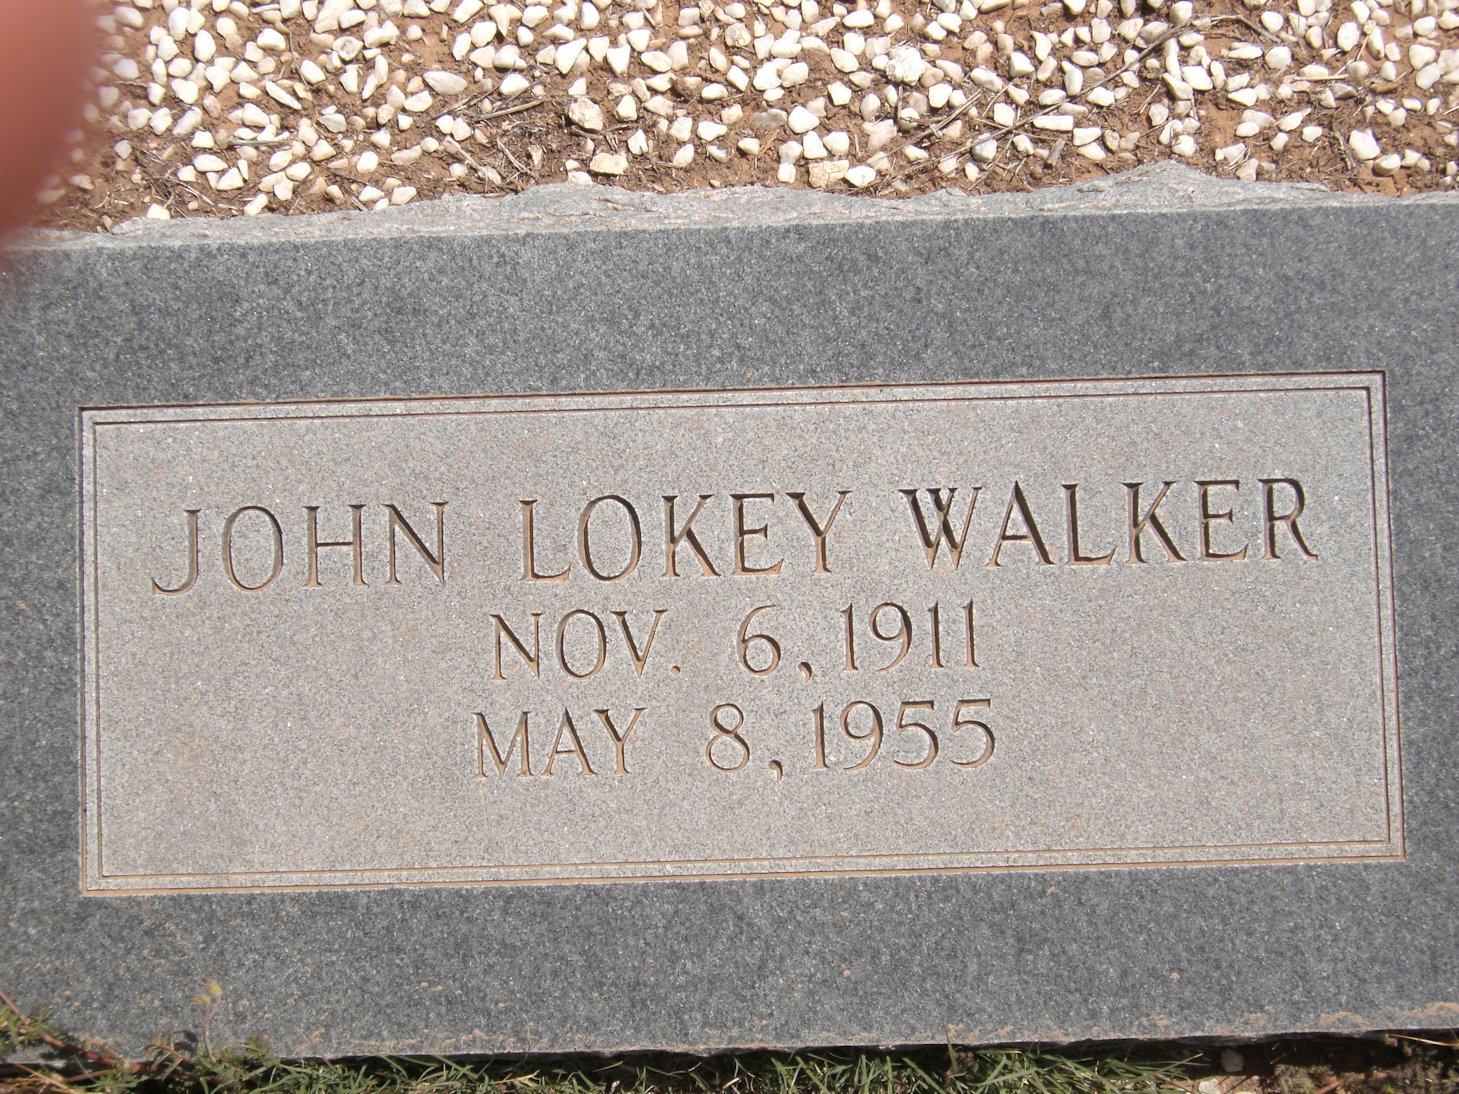 JOHN LOKEY WALKER
NOV. 6, 1911
MAY 8, 1955